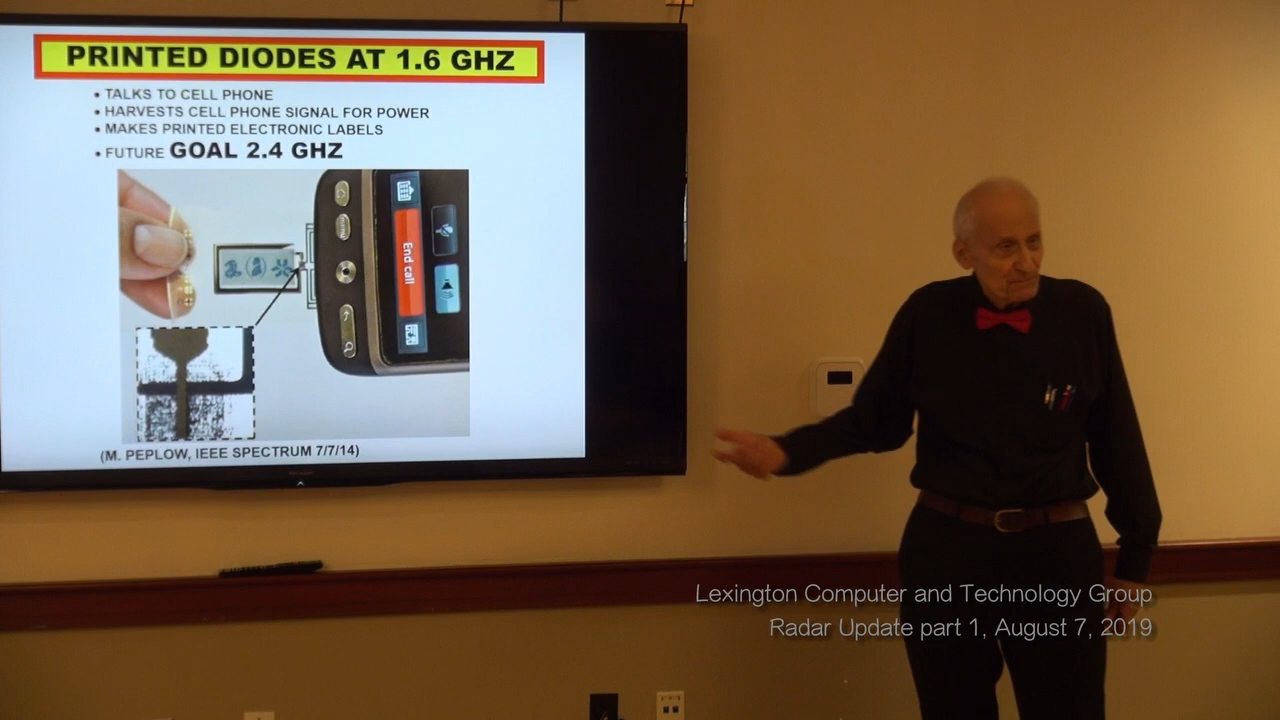 PRINTED DIODES AT 1.6 GHZ
• TALKS TO CELL PHONE
• HARVESTS CELL PHONE SIGNAL FOR POWER
• MAKES PRINTED ELECTRONIC LABELS
• FUTURE GOAL 2.4 GHZ
End call
(M. PEPLOW, IEEE SPECTRUM 7/7/14)
Lexington Computer and Technology Group
Radar Update part 1, August 7, 2019